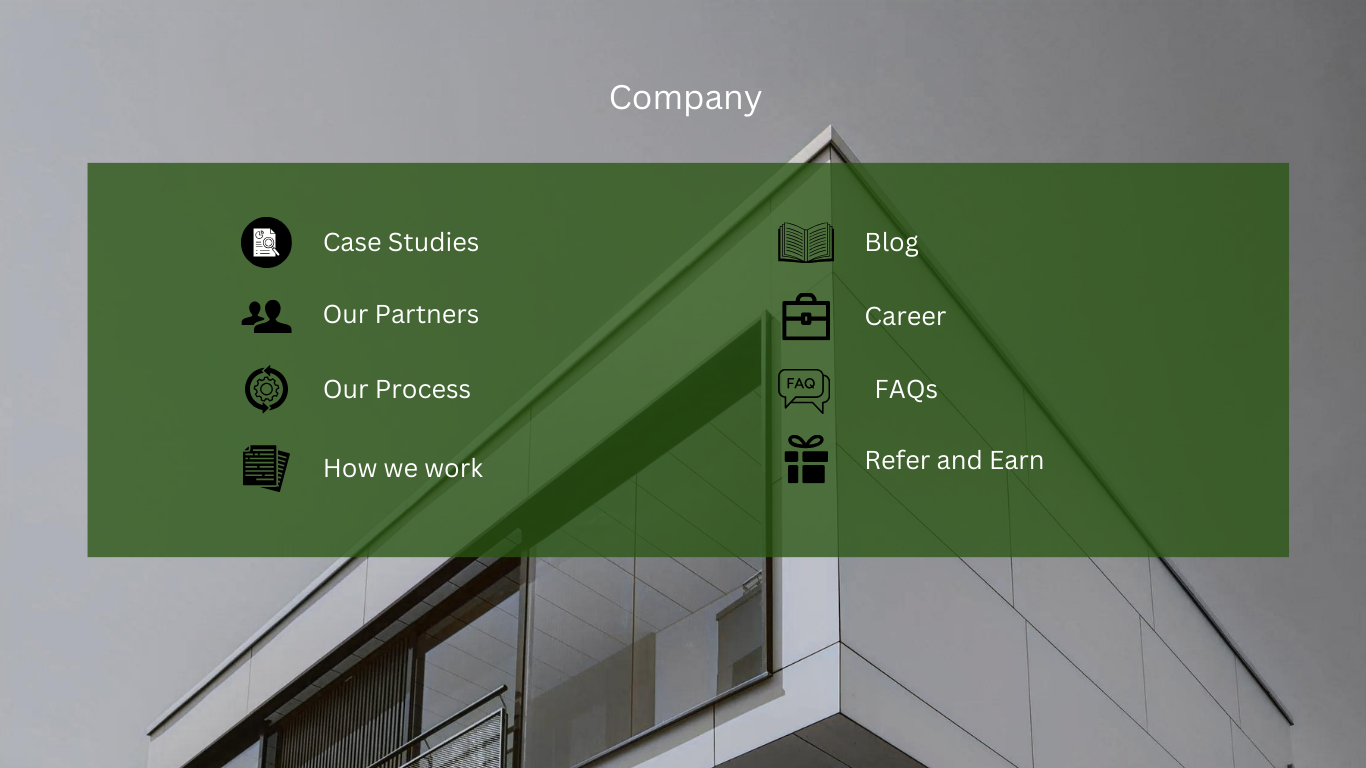 Company
Case Studies
Our Partners
Our Process
How we work
Blog
Career
FAQ
FAQs
Refer and Earn